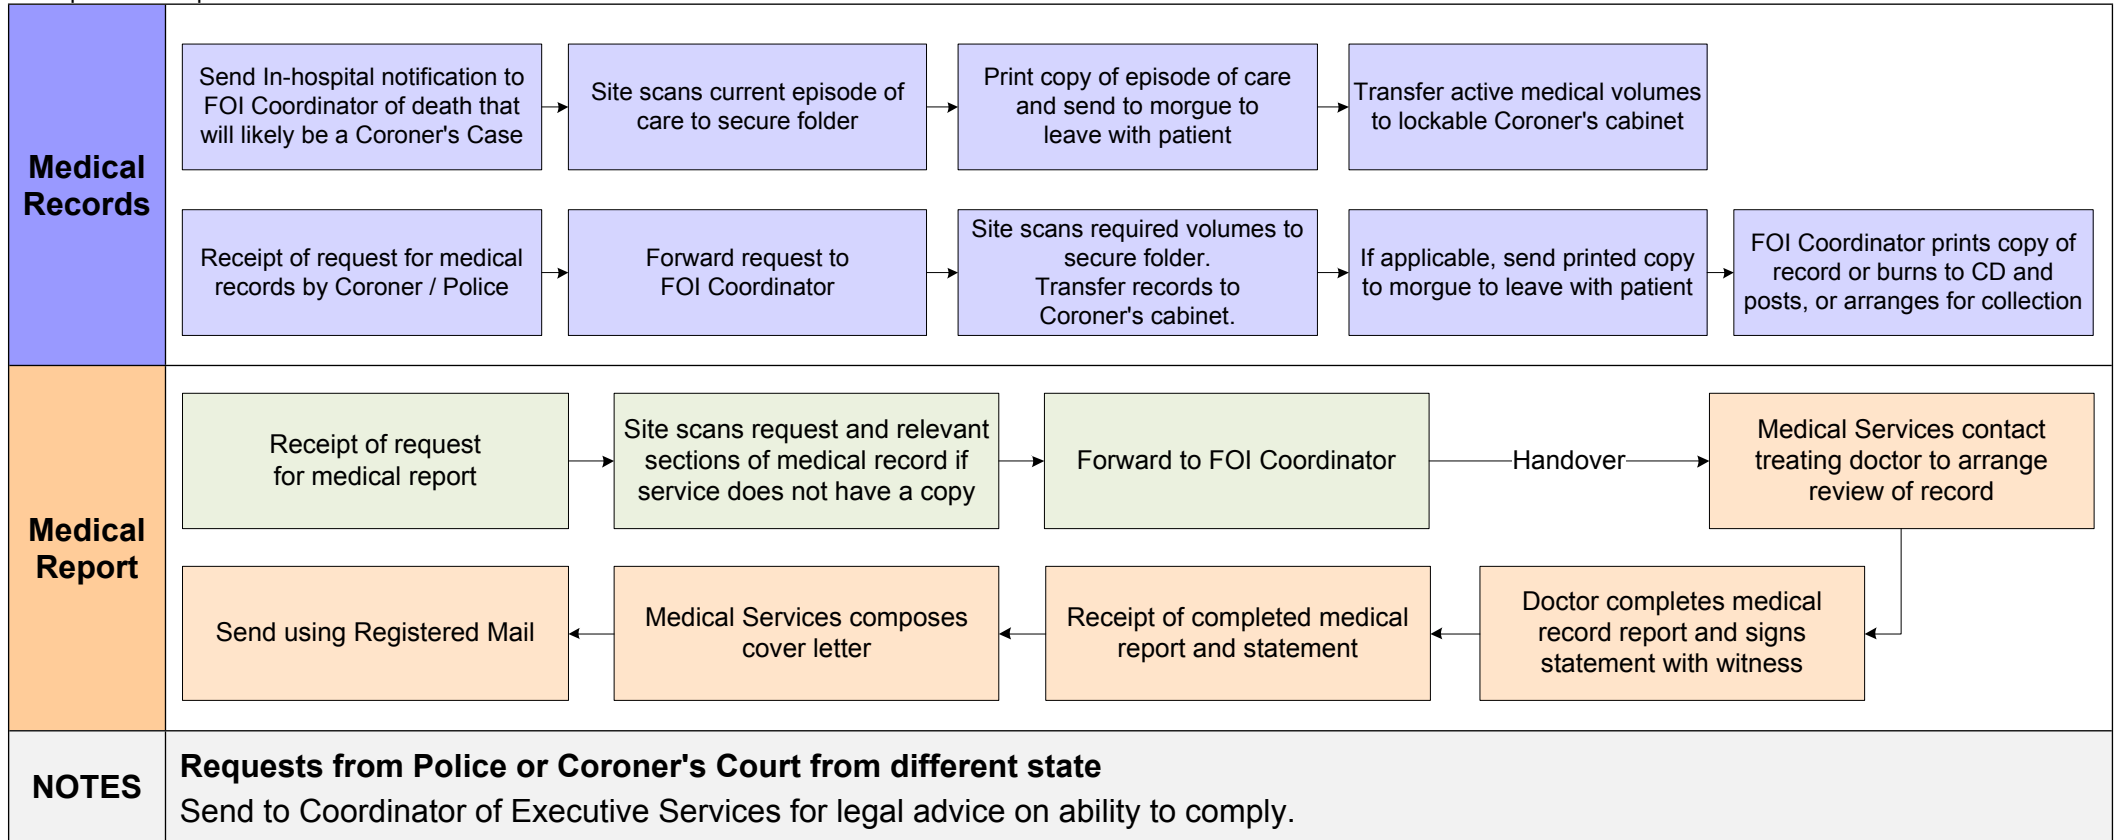 Medical
Records
Send In-hospital notification to
FOI Coordinator of death that
will likely be a Coroner's Case
Site scans current episode of
care to secure folder
Print copy of episode of care
and send to morgue to
leave with patient
Transfer active medical volumes
to lockable Coroner's cabinet
Receipt of request for medical
records by Coroner / Police
Forward request to
FOI Coordinator
Site scans required volumes to
secure folder.
Transfer records to
Coroner's cabinet.
If applicable, send printed copy
to morgue to leave with patient
FOI Coordinator prints copy of
record or burns to CD and
posts, or arranges for collection
Medical
Report
Receipt of request
for medical report
Site scans request and relevant
sections of medical record if
service does not have a copy
Forward to FOI Coordinator
Handover
Medical Services contact
treating doctor to arrange
review of record
Doctor completes medical
record report and signs
statement with witness
Receipt of completed medical
report and statement
Medical Services composes
cover letter
Send using Registered Mail
NOTES
Requests from Police or Coroner's Court from different state
Send to Coordinator of Executive Services for legal advice on ability to comply.